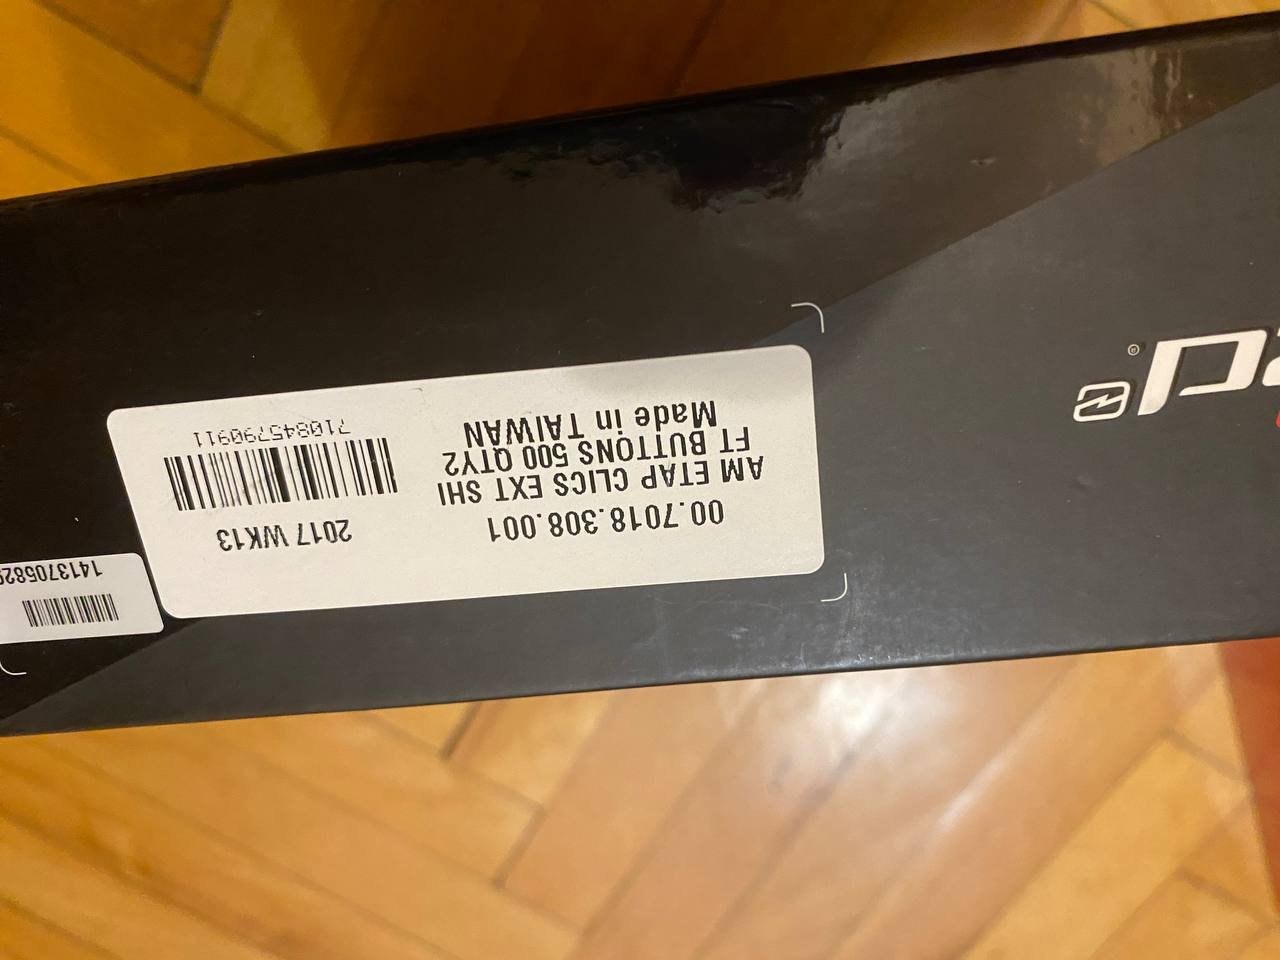 00.7018.308.001
AM ETAP CLICS EXT SHI
FT BUTTONS 500 QTY2
Made in TAIWAN
2017 WK13
710845790911